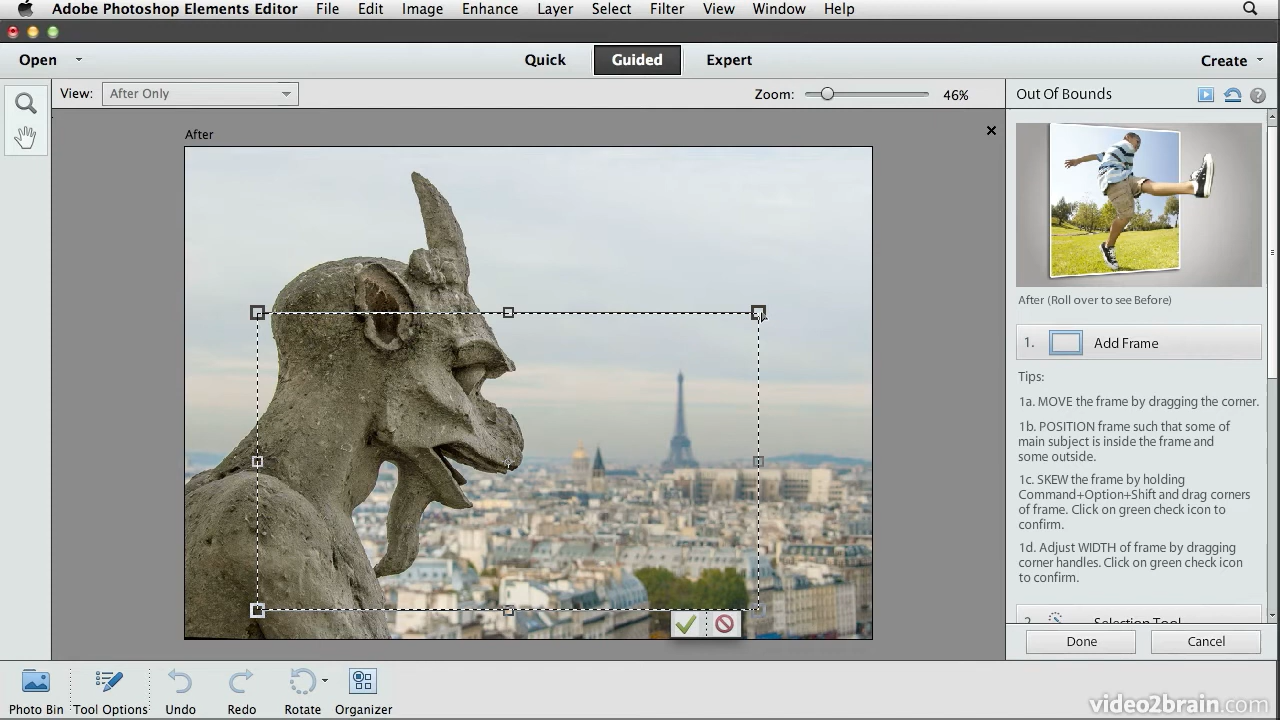 Adobe Photoshop Elements Editor File Edit Image Enhance Layer Select Filter View Window Help
Open Quick Guided Expert Create
View: After Only Zoom: 46% Out Of Bounds
After
After (Roll over to see Before)
1. Add Frame
Tips:
1a. MOVE the frame by dragging the corner.
1b. POSITION frame such that some of
main subject is inside the frame and
some outside.
1c. SKEW the frame by holding
Command+Option+Shift and drag corners
of frame. Click on green check icon to
confirm.
1d. Adjust WIDTH of frame by dragging
corner handles. Click on green check icon
to confirm.
2. Selection Tool
Done Cancel
Photo Bin Tool Options Undo Redo Rotate Organizer
video2brain.com